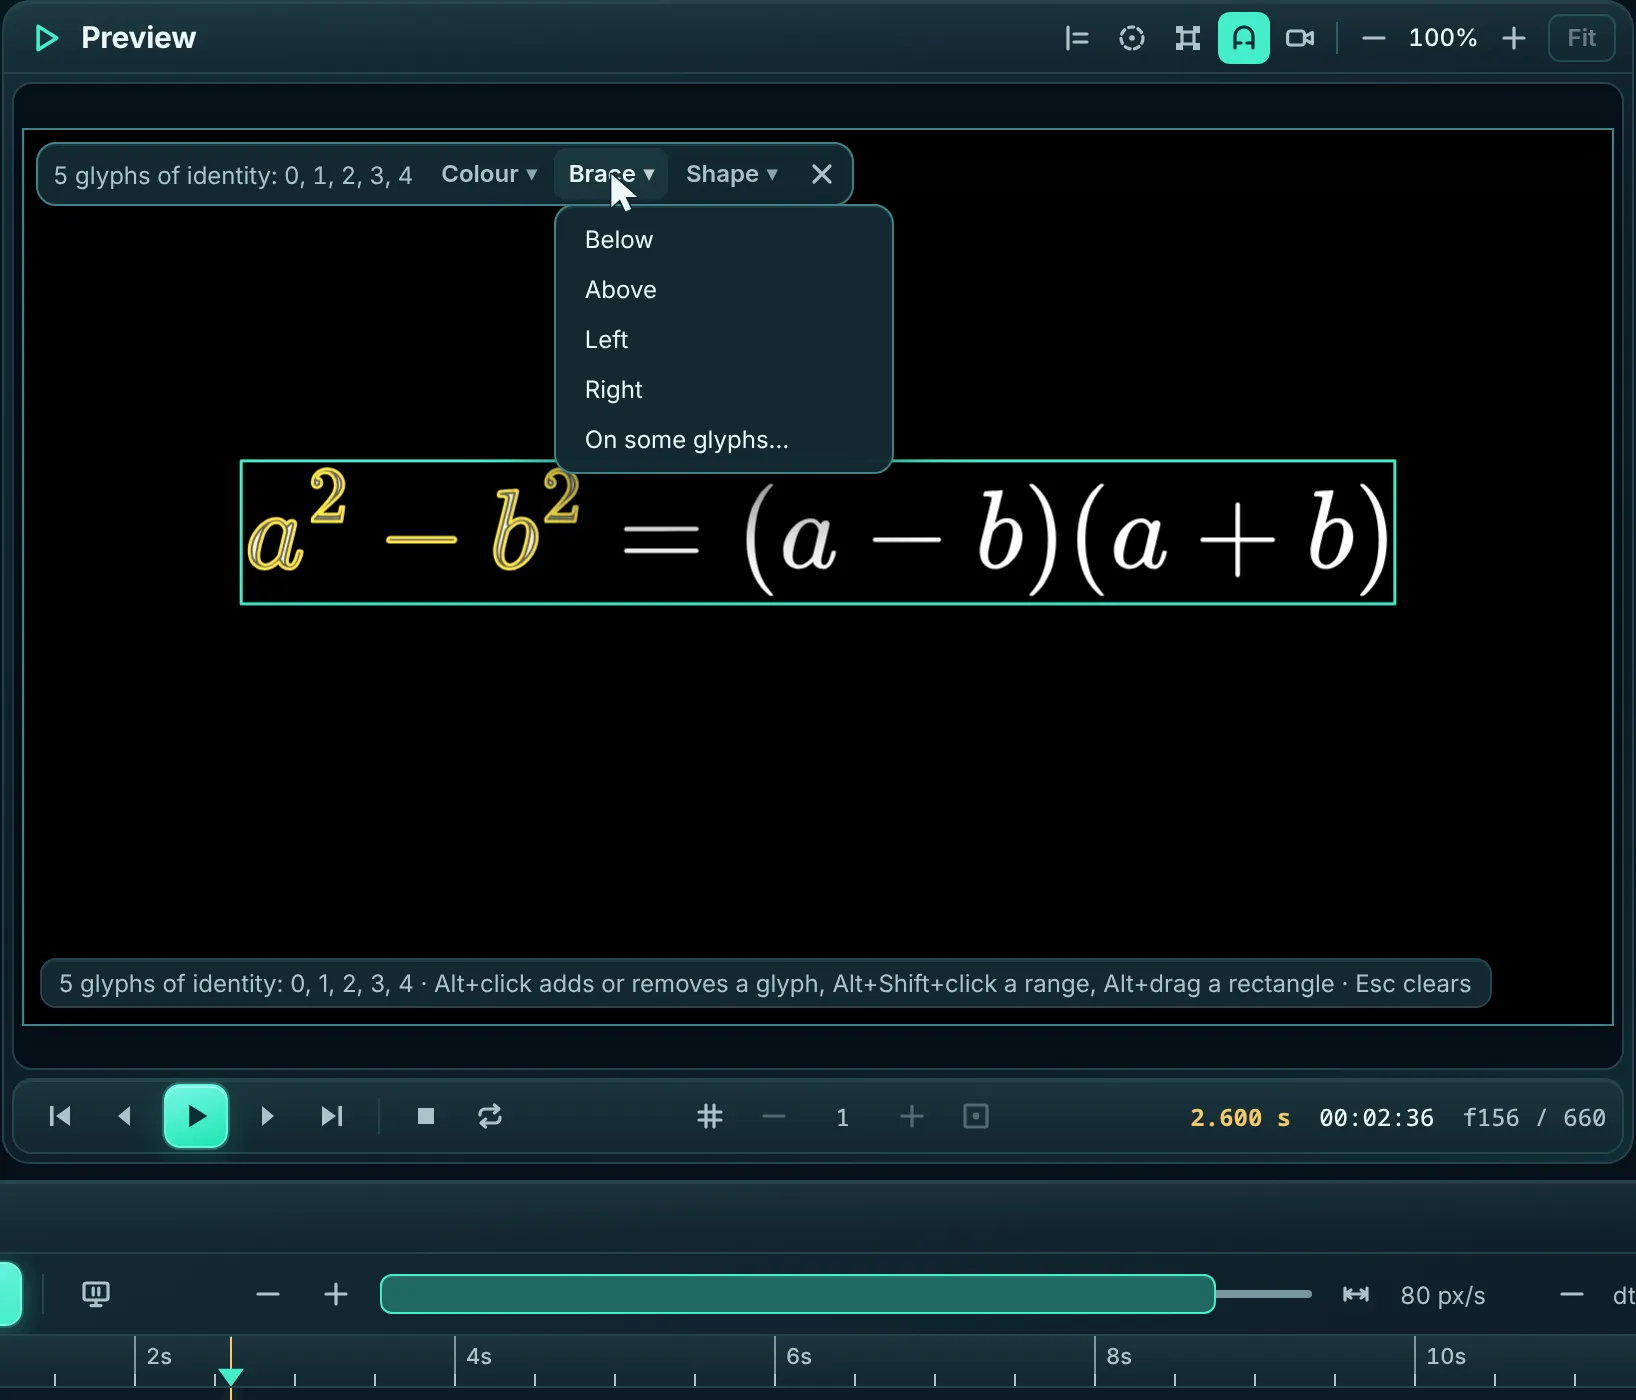 Preview
100%
Fit
5 glyphs of identity: 0, 1, 2, 3, 4 Colour ▾ Brace ▾ Shape ▾
Below
Above
Left
Right
On some glyphs...
a² − b² = (a − b)(a + b)
5 glyphs of identity: 0, 1, 2, 3, 4 · Alt+click adds or removes a glyph, Alt+Shift+click a range, Alt+drag a rectangle · Esc clears
1
2.600 s 00:02:36 f156 / 660
80 px/s
dt
2s 4s 6s 8s 10s